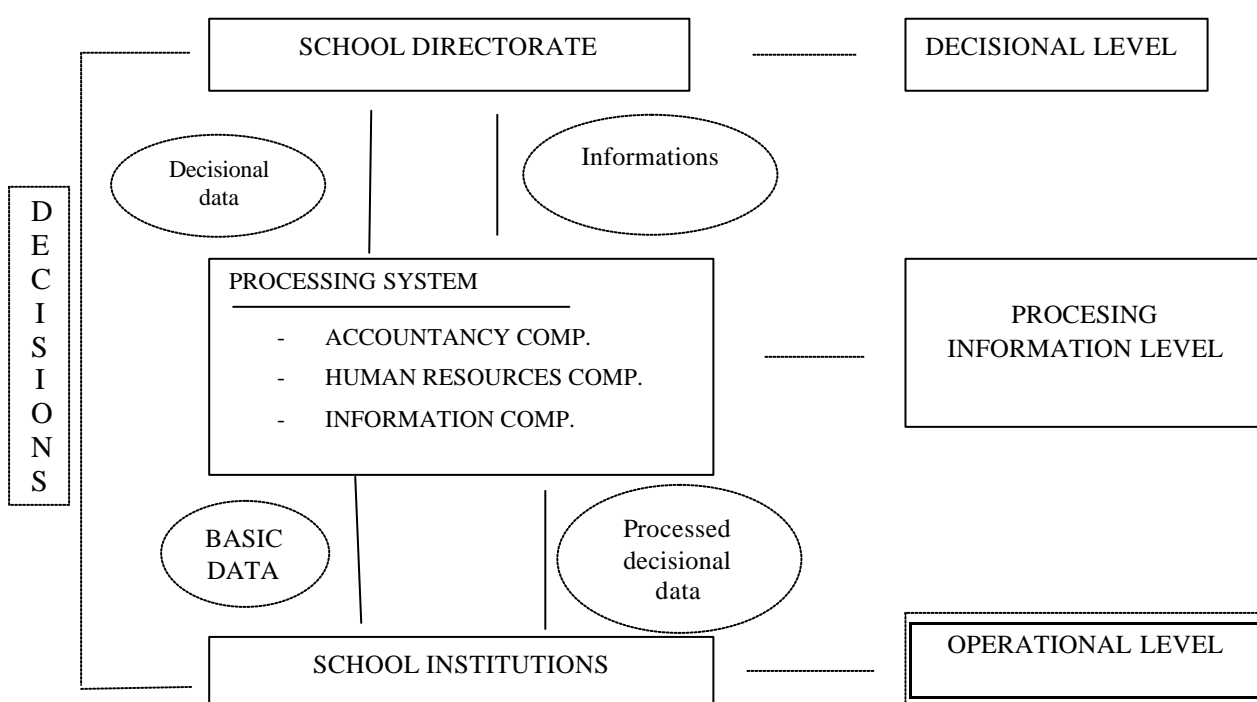 SCHOOL DIRECTORATE
DECISIONAL LEVEL
Decisional
data
Informations
D
E
C
I
S
I
O
N
S
PROCESSING SYSTEM
- ACCOUNTANCY COMP.
- HUMAN RESOURCES COMP.
- INFORMATION COMP.
PROCESING
INFORMATION LEVEL
BASIC
DATA
Processed
decisional
data
SCHOOL INSTITUTIONS
OPERATIONAL LEVEL